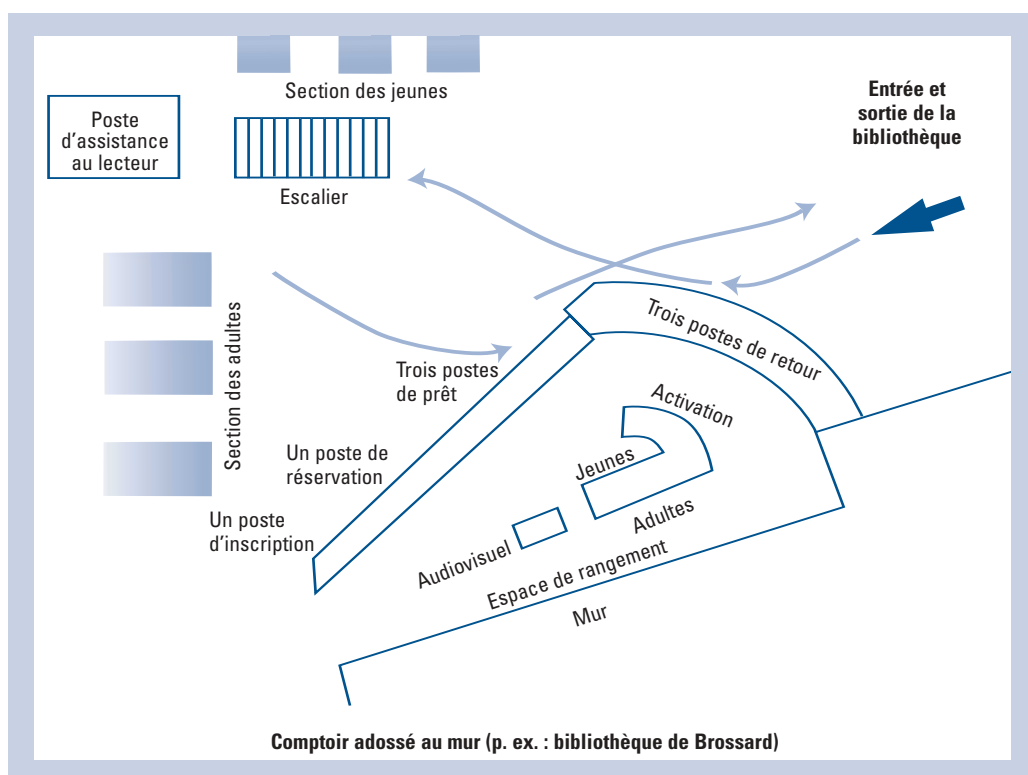 Section des jeunes
Poste
d'assistance
au lecteur
Escalier
Entrée et
sortie de la
bibliothèque
Section des adultes
Trois postes de retour
Trois postes
de prêt
Un poste de
réservation
Un poste
d'inscription
Activation
Jeunes
Adultes
Audiovisuel
Espace de rangement
Mur
Comptoir adossé au mur (p. ex. : bibliothèque de Brossard)